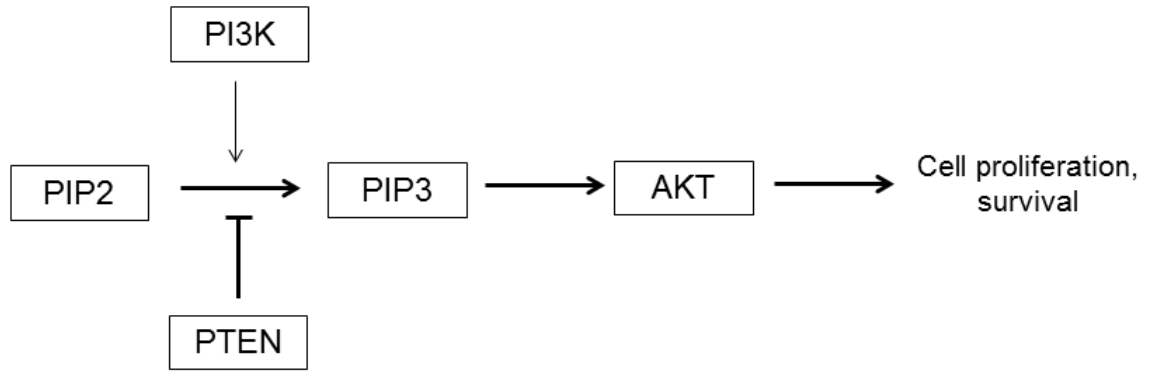 PI3K
PIP2
PIP3
AKT
Cell proliferation,
survival
PTEN